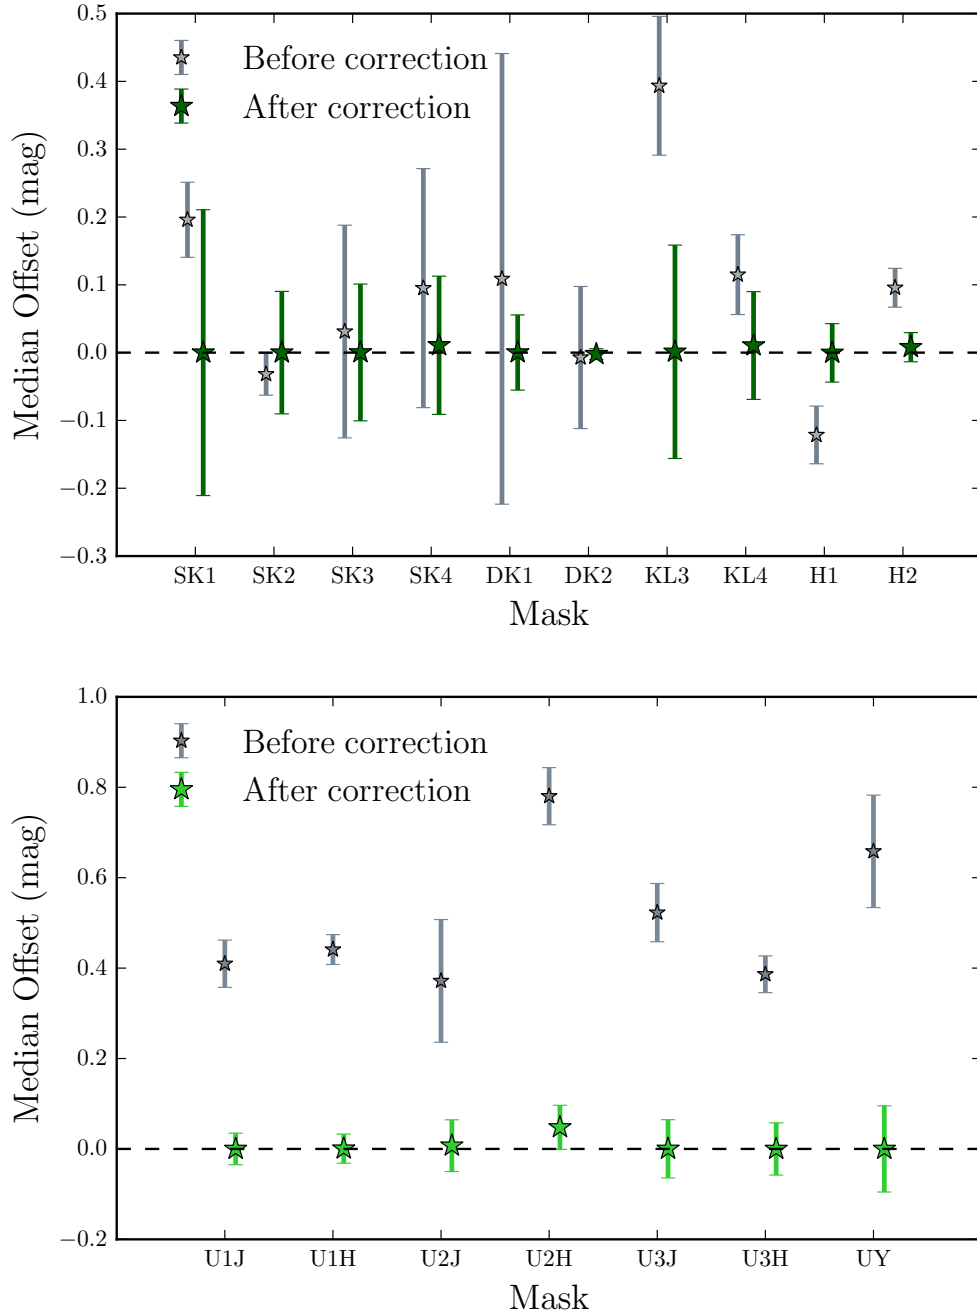 0.5
Before correction
0.4
After correction
0.3
0.2
0.1
0.0
−0.1
−0.2
−0.3
Median Offset (mag)
SK1 SK2 SK3 SK4 DK1 DK2 KL3 KL4 H1 H2
Mask
1.0
Before correction
After correction
0.8
0.6
0.4
0.2
0.0
−0.2
Median Offset (mag)
U1J U1H U2J U2H U3J U3H UY
Mask